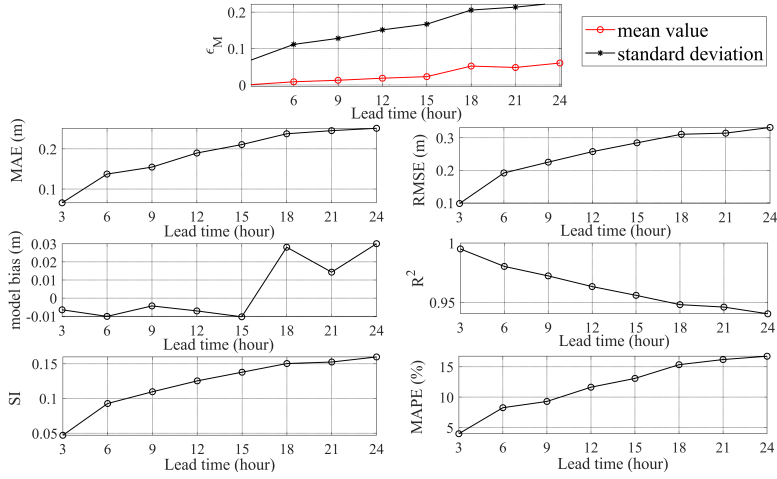 0.2
0.1
0
ϵM
6 9 12 15 18 21 24
Lead time (hour)
mean value
standard deviation
0.2
0.1
MAE (m)
3 6 9 12 15 18 21 24
Lead time (hour)
0.3
0.2
0.1
RMSE (m)
3 6 9 12 15 18 21 24
Lead time (hour)
0.03
0.02
0.01
0
-0.01
model bias (m)
3 6 9 12 15 18 21 24
Lead time (hour)
1
0.95
R2
3 6 9 12 15 18 21 24
Lead time (hour)
0.15
0.1
0.05
SI
3 6 9 12 15 18 21 24
Lead time (hour)
15
10
5
MAPE (%)
3 6 9 12 15 18 21 24
Lead time (hour)